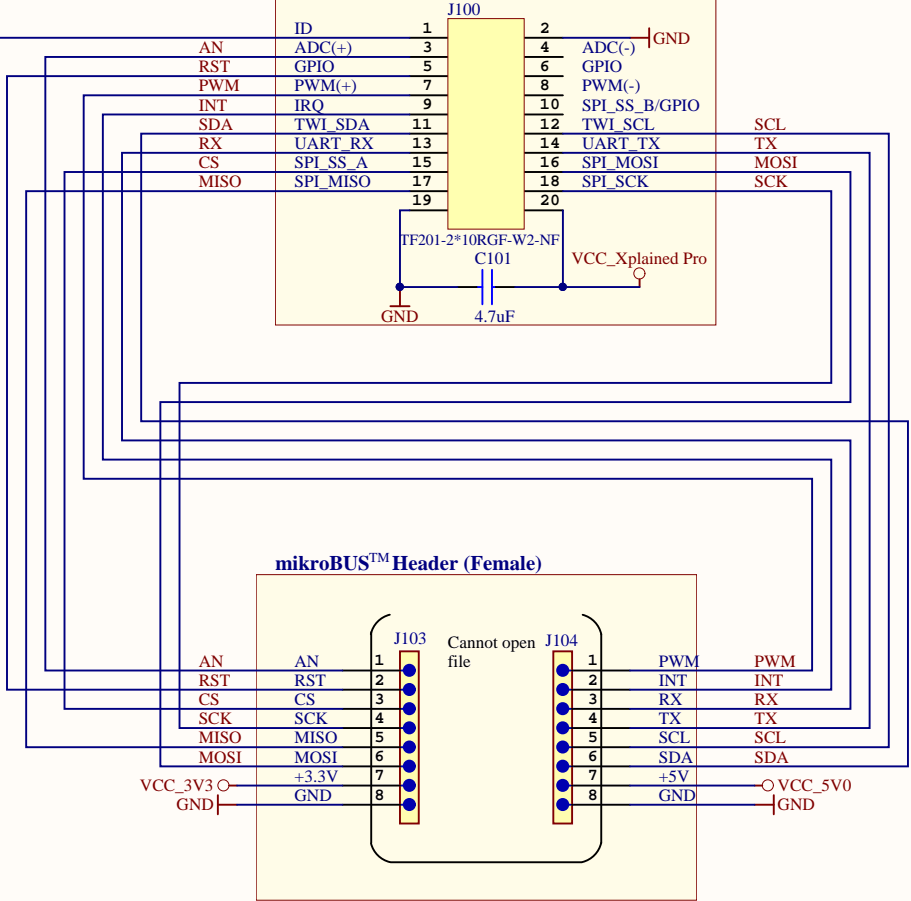 J100
ID 1 2 GND
AN ADC(+) 3 4 ADC(-)
RST GPIO 5 6 GPIO
PWM PWM(+) 7 8 PWM(-)
INT IRQ 9 10 SPI_SS_B/GPIO
SDA TWI_SDA 11 12 TWI_SCL SCL
RX UART_RX 13 14 UART_TX TX
CS SPI_SS_A 15 16 SPI_MOSI MOSI
MISO SPI_MISO 17 18 SPI_SCK SCK
19 20
TF201-2*10RGF-W2-NF
C101 VCC_Xplained Pro
GND 4.7uF
mikroBUS™ Header (Female)
J103 Cannot open J104
file
AN AN 1 1 PWM PWM
RST RST 2 2 INT INT
CS CS 3 3 RX RX
SCK SCK 4 4 TX TX
MISO MISO 5 5 SCL SCL
MOSI MOSI 6 6 SDA SDA
VCC_3V3 +3.3V 7 7 +5V VCC_5V0
GND GND 8 8 GND GND